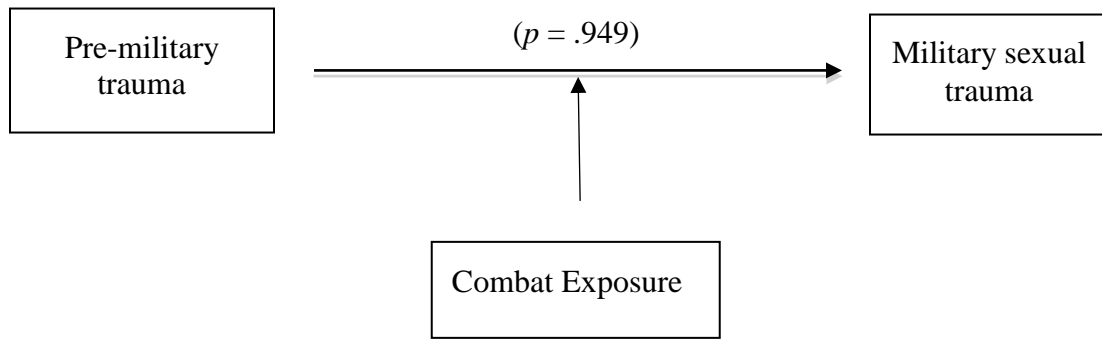 (p = .949)
Pre-military
trauma
Military sexual
trauma
Combat Exposure